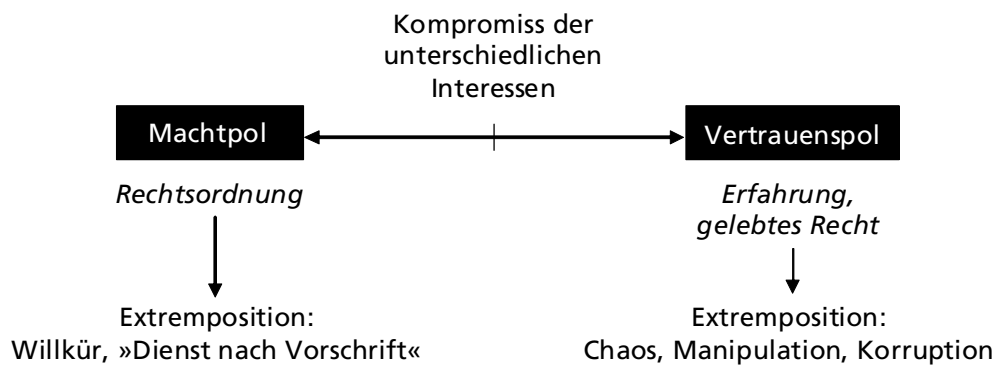 Kompromiss der
unterschiedlichen
Interessen
Machtpol
Vertrauenspol
Rechtsordnung
Erfahrung,
gelebtes Recht
Extremposition:
Willkür, »Dienst nach Vorschrift«
Extremposition:
Chaos, Manipulation, Korruption